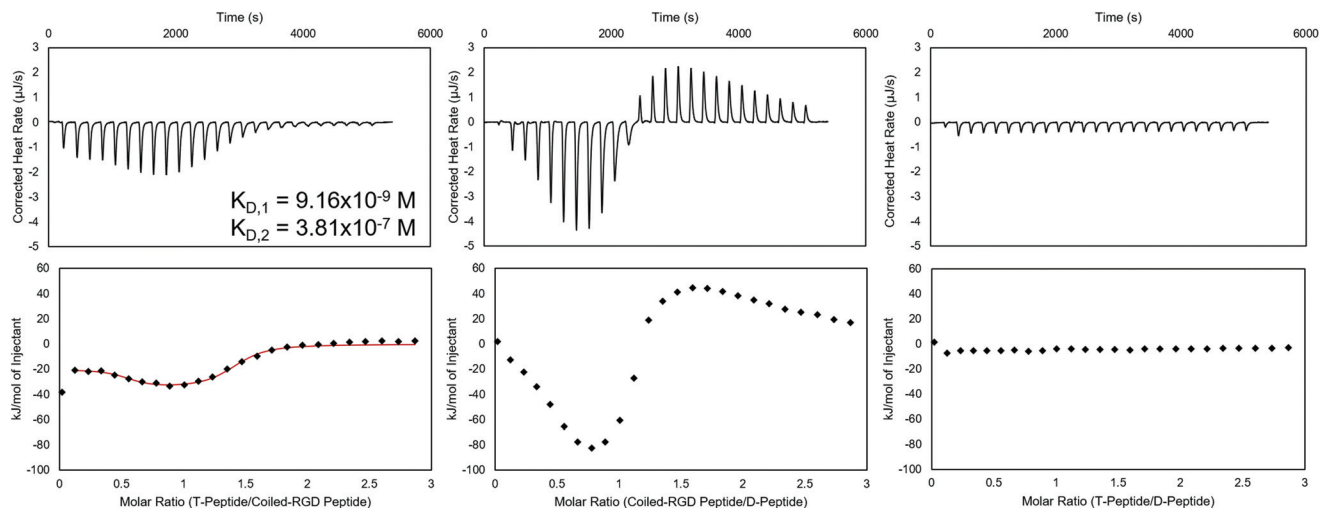 Time (s)
0 2000 4000 6000
3
2
1
0
-1
-2
-3
-4
-5
Corrected Heat Rate (µJ/s)
K_D,1 = 9.16x10^-9 M
K_D,2 = 3.81x10^-7 M
60
40
20
0
-20
-40
-60
-80
-100
kJ/mol of Injectant
0 0.5 1 1.5 2 2.5 3
Molar Ratio (T-Peptide/Coiled-RGD Peptide)
Time (s)
0 2000 4000 6000
3
2
1
0
-1
-2
-3
-4
-5
Corrected Heat Rate (µJ/s)
60
40
20
0
-20
-40
-60
-80
-100
kJ/mol of Injectant
0 0.5 1 1.5 2 2.5 3
Molar Ratio (Coiled-RGD Peptide/D-Peptide)
Time (s)
0 2000 4000 6000
3
2
1
0
-1
-2
-3
-4
-5
Corrected Heat Rate (µJ/s)
60
40
20
0
-20
-40
-60
-80
-100
kJ/mol of Injectant
0 0.5 1 1.5 2 2.5 3
Molar Ratio (T-Peptide/D-Peptide)